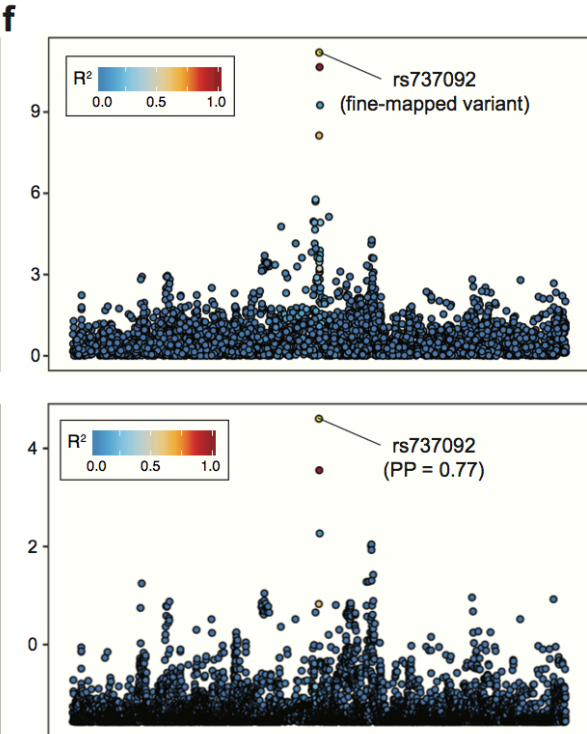 f
R²
0.0 0.5 1.0
rs737092
(fine-mapped variant)
9
6
3
0
R²
0.0 0.5 1.0
rs737092
(PP = 0.77)
4
2
0